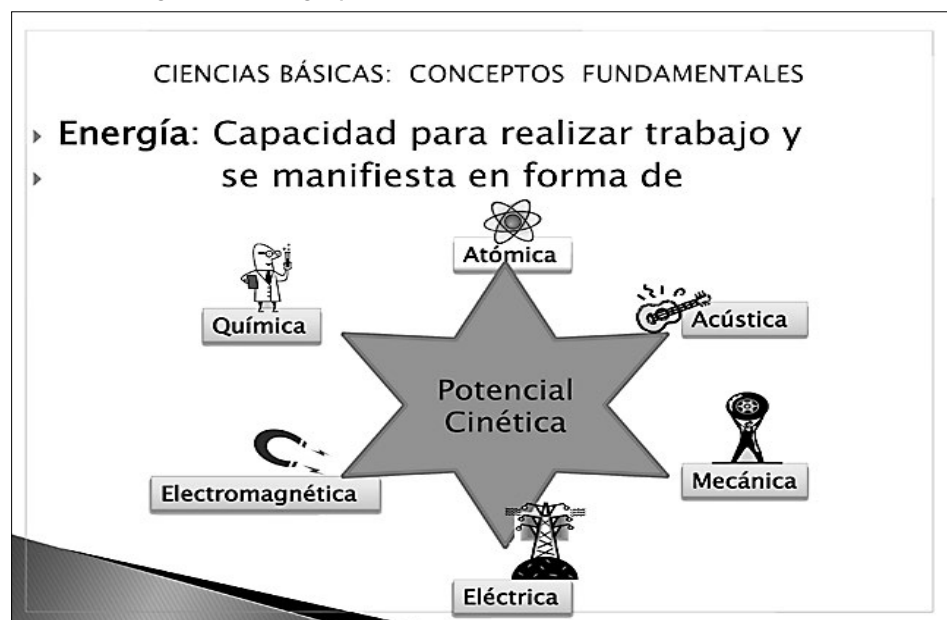 CIENCIAS BÁSICAS: CONCEPTOS FUNDAMENTALES
Energía: Capacidad para realizar trabajo y
se manifiesta en forma de
Atómica
Química
Acústica
Potencial
Cinética
Electromagnética
Mecánica
Eléctrica